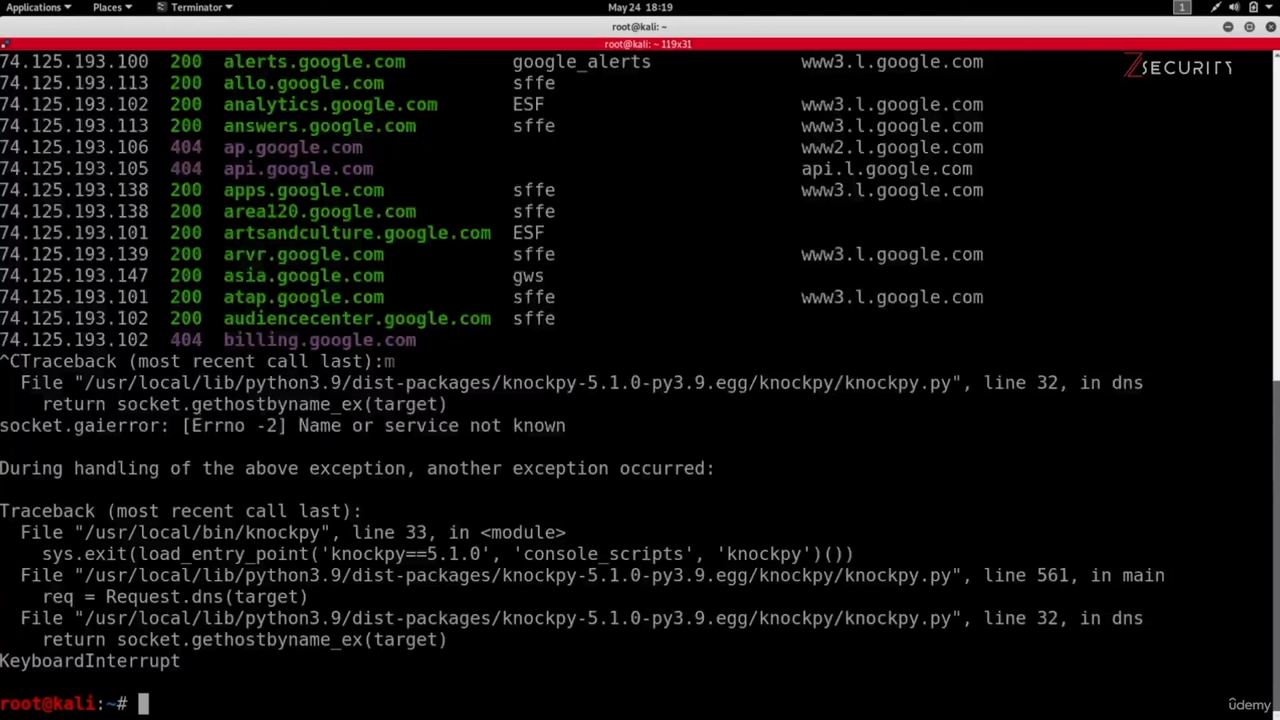 Applications Places Terminator May 24 18:19 1
root@kali: ~
root@kali: ~ 119x31
74.125.193.100 200 alerts.google.com google_alerts www3.l.google.com
ZSECURITY
74.125.193.113 200 allo.google.com sffe
74.125.193.102 200 analytics.google.com ESF www3.l.google.com
74.125.193.113 200 answers.google.com sffe www3.l.google.com
74.125.193.106 404 ap.google.com www2.l.google.com
74.125.193.105 404 api.google.com api.l.google.com
74.125.193.138 200 apps.google.com sffe www3.l.google.com
74.125.193.138 200 area120.google.com sffe
74.125.193.101 200 artsandculture.google.com ESF
74.125.193.139 200 arvr.google.com sffe www3.l.google.com
74.125.193.147 200 asia.google.com gws
74.125.193.101 200 atap.google.com sffe www3.l.google.com
74.125.193.102 200 audiencecenter.google.com sffe
74.125.193.102 404 billing.google.com
^CTraceback (most recent call last):m
File "/usr/local/lib/python3.9/dist-packages/knockpy-5.1.0-py3.9.egg/knockpy/knockpy.py", line 32, in dns
return socket.gethostbyname_ex(target)
socket.gaierror: [Errno -2] Name or service not known
During handling of the above exception, another exception occurred:
Traceback (most recent call last):
File "/usr/local/bin/knockpy", line 33, in <module>
sys.exit(load_entry_point('knockpy==5.1.0', 'console_scripts', 'knockpy')())
File "/usr/local/lib/python3.9/dist-packages/knockpy-5.1.0-py3.9.egg/knockpy/knockpy.py", line 561, in main
req = Request.dns(target)
File "/usr/local/lib/python3.9/dist-packages/knockpy-5.1.0-py3.9.egg/knockpy/knockpy.py", line 32, in dns
return socket.gethostbyname_ex(target)
KeyboardInterrupt
root@kali:~#
ûdemy